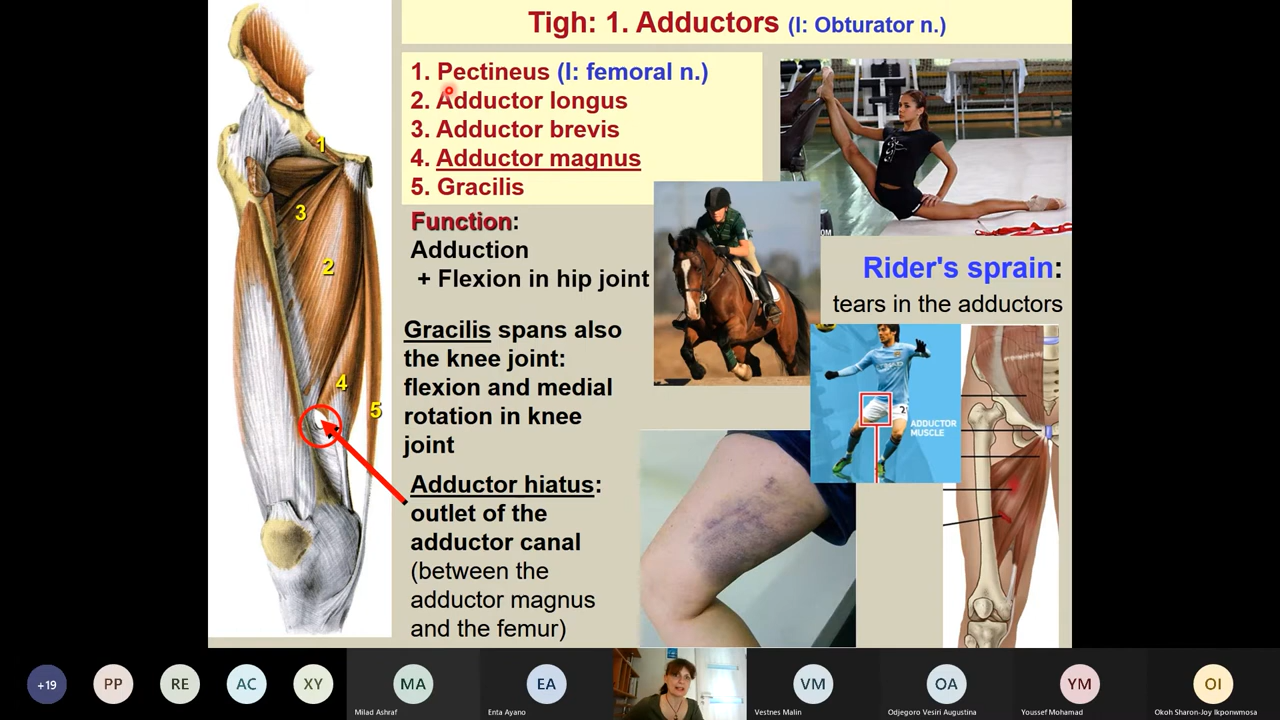 Tigh: 1. Adductors (I: Obturator n.)
1. Pectineus (I: femoral n.)
2. Adductor longus
3. Adductor brevis
4. Adductor magnus
5. Gracilis
Function:
Adduction
+ Flexion in hip joint
Gracilis spans also
the knee joint:
flexion and medial
rotation in knee
joint
Adductor hiatus:
outlet of the
adductor canal
(between the
adductor magnus
and the femur)
1
3
2
4
5
OM
Rider's sprain:
tears in the adductors
2
ADDUCTOR
MUSCLE
+19
PP
RE
AC
XY
MA
Milad Ashraf
EA
Enta Ayano
VM
Vestnes Malin
OA
Odjegoro Vesiri Augustina
YM
Youssef Mohamad
OI
Okoh Sharon-Joy Ikponwmosa